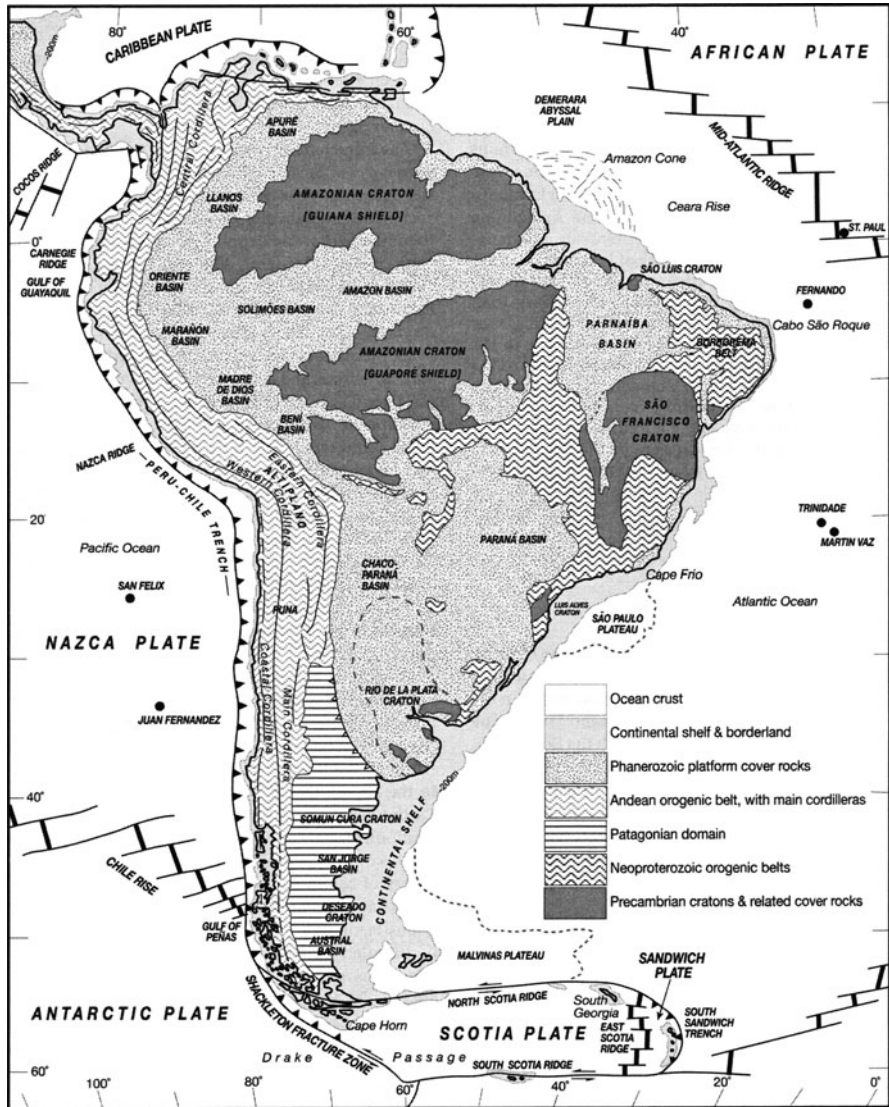 60°
40°
-200m
CARIBBEAN PLATE
AFRICAN PLATE
DEMERARA
ABYSSAL
PLAIN
MID-ATLANTIC RIDGE
APURÉ
BASIN
Central Cordillera
Amazon Cone
COCOS RIDGE
LLANOS
BASIN
AMAZONIAN CRATON
[GUIANA SHIELD]
Ceara Rise
ST. PAUL
0°
CARNEGIE
RIDGE
GULF OF
GUAYAQUIL
ORIENTE
BASIN
SOLIMÕES BASIN
AMAZON BASIN
SÃO LUIS CRATON
FERNANDO
MARAÑÓN
BASIN
PARNAÍBA
BASIN
BORBOREMA
BELT
Cabo São Roque
AMAZONIAN CRATON
[GUAPORÉ SHIELD]
MADRE
DE DIOS
BASIN
BENÍ
BASIN
SÃO
FRANCISCO
CRATON
NAZCA RIDGE
PERU-CHILE TRENCH
Western Cordillera
ALTIPLANO
Eastern Cordillera
20°
TRINIDADE
MARTIN VAZ
Pacific Ocean
PARANÁ BASIN
CHACO-
PARANÁ
BASIN
Cape Frio
SAN FELIX
PUNA
LUIS ALVES
CRATON
SÃO PAULO
PLATEAU
Atlantic Ocean
NAZCA PLATE
Coastal Cordillera
Main Cordillera
RIO DE LA PLATA
CRATON
JUAN FERNANDEZ
Ocean crust
Continental shelf & borderland
Phanerozoic platform cover rocks
Andean orogenic belt, with main cordilleras
Patagonian domain
Neoproterozoic orogenic belts
Precambrian cratons & related cover rocks
40°
-200m
CONTINENTAL SHELF
SOMUN CURA CRATON
SAN JORGE
BASIN
CHILE RISE
DESEADO
CRATON
GULF OF
PEÑAS
AUSTRAL
BASIN
MALVINAS PLATEAU
SANDWICH
PLATE
ANTARCTIC PLATE
SHACKLETON FRACTURE ZONE
NORTH SCOTIA RIDGE
South
Georgia
Cape Horn
SCOTIA PLATE
EAST
SCOTIA
RIDGE
SOUTH
SANDWICH
TRENCH
Drake Passage
SOUTH SCOTIA RIDGE
60°
100°
80°
60°
40°
20°
0°